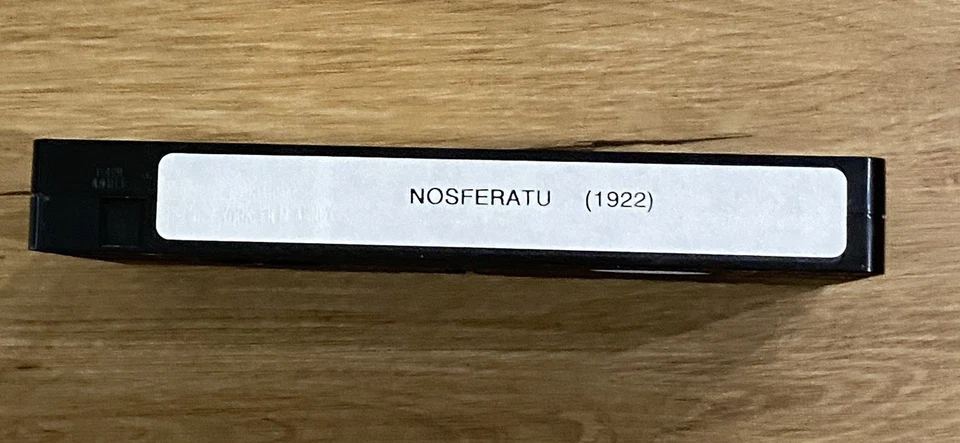 NOSFERATU (1922)